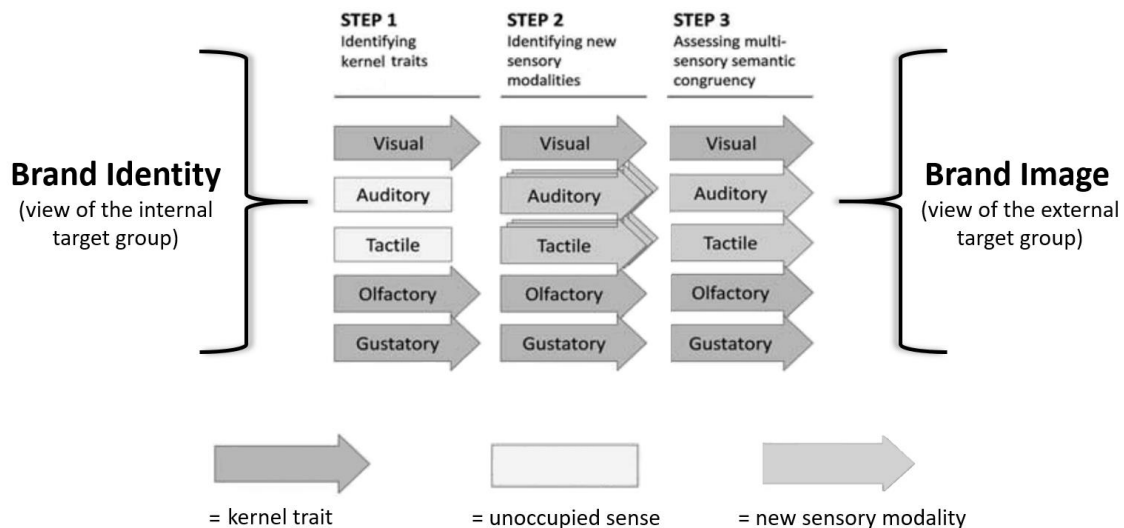 STEP 1
Identifying
kernel traits
STEP 2
Identifying new
sensory
modalities
STEP 3
Assessing multi-
sensory semantic
congruency
Brand Identity
(view of the internal
target group)
Visual
Auditory
Tactile
Olfactory
Gustatory
Visual
Auditory
Tactile
Olfactory
Gustatory
Visual
Auditory
Tactile
Olfactory
Gustatory
Brand Image
(view of the external
target group)
= kernel trait
= unoccupied sense
= new sensory modality